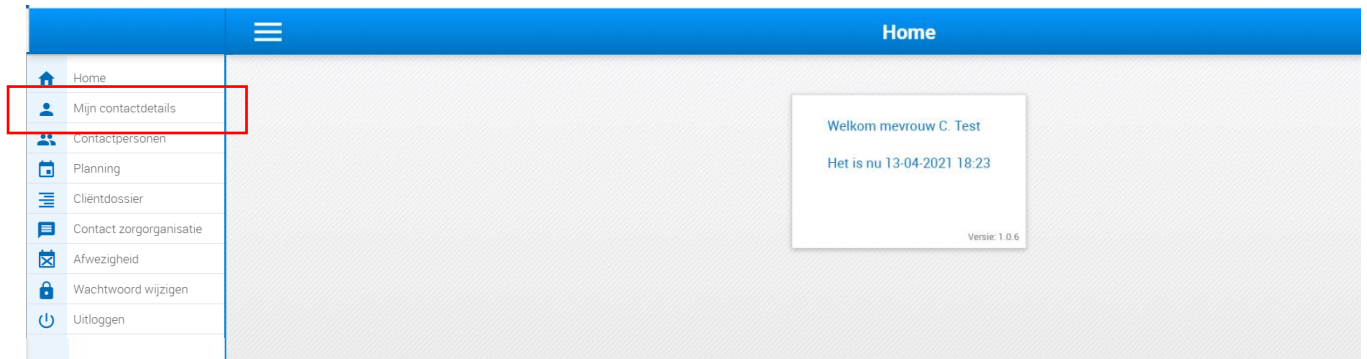 Home
Home
Mijn contactdetails
Contactpersonen
Planning
Cliëntdossier
Contact zorgorganisatie
Afwezigheid
Wachtwoord wijzigen
Uitloggen
Welkom mevrouw C. Test
Het is nu 13-04-2021 18:23
Versie: 1.0.6